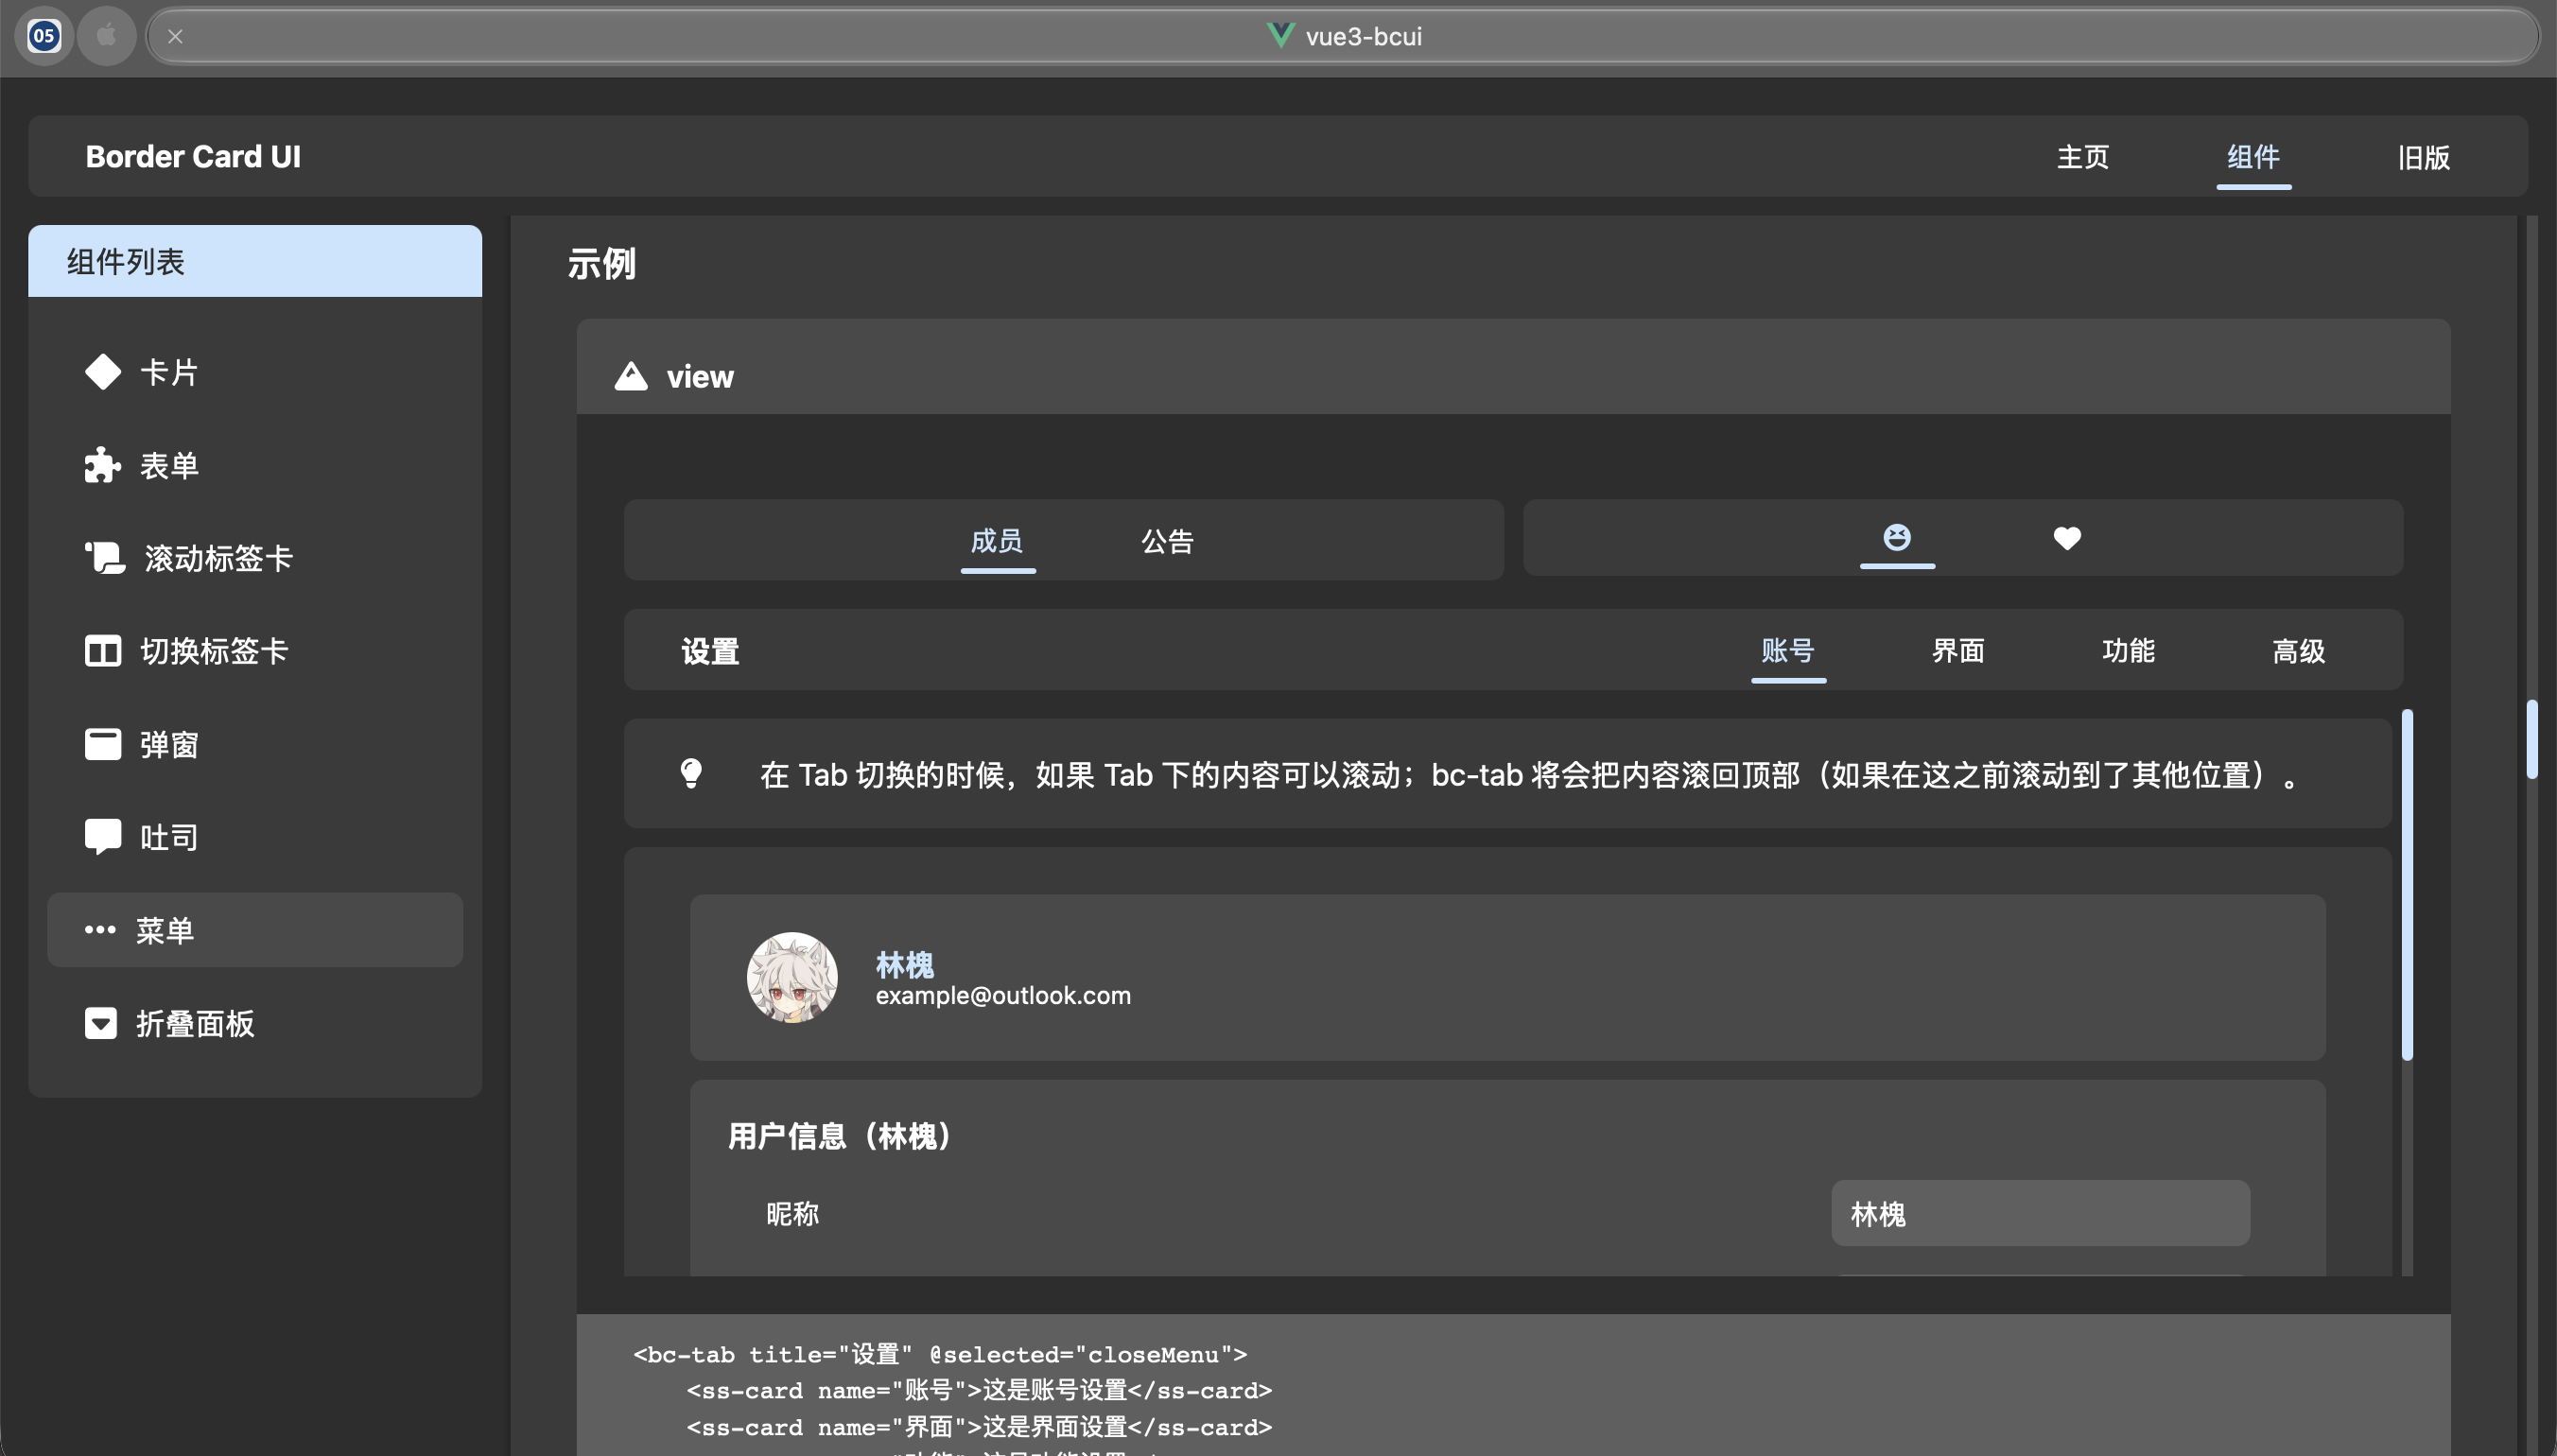 05
vue3-bcui
Border Card UI
主页
组件
旧版
组件列表
卡片
表单
滚动标签卡
切换标签卡
弹窗
吐司
菜单
折叠面板
示例
view
成员
公告
设置
账号
界面
功能
高级
在 Tab 切换的时候，如果 Tab 下的内容可以滚动；bc-tab 将会把内容滚回顶部（如果在这之前滚动到了其他位置）。
林槐
example@outlook.com
用户信息（林槐）
昵称
林槐
<bc-tab title="设置" @selected="closeMenu">
<ss-card name="账号">这是账号设置</ss-card>
<ss-card name="界面">这是界面设置</ss-card>